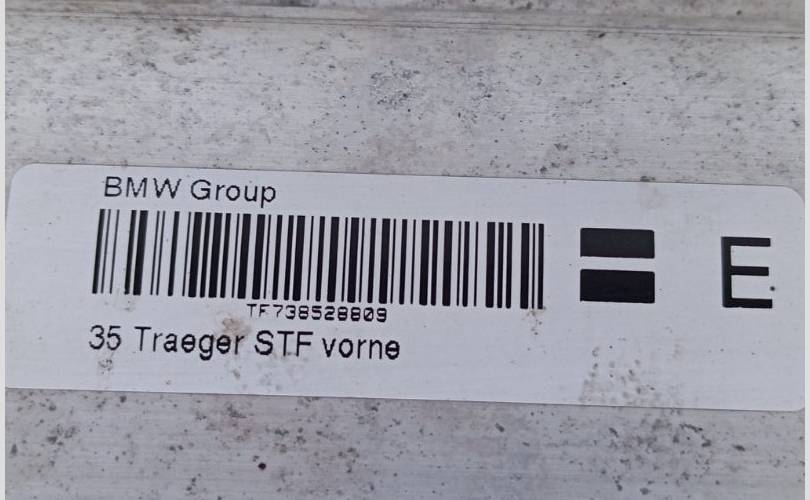 BMW Group
TF738528809
35 Traeger STF vorne
E